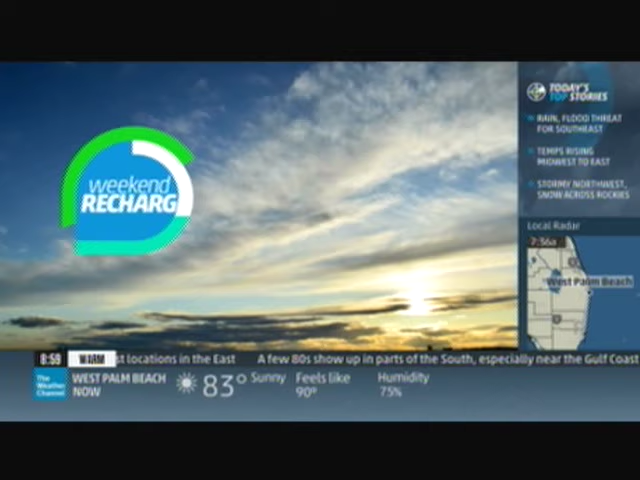 TODAY'S
TOP STORIES
RAIN, FLOOD THREAT
FOR SOUTHEAST
TEMPS RISING
MIDWEST TO EAST
STORMY NORTHWEST,
SNOW ACROSS ROCKIES
weekend
RECHARG
Local Radar
7:56a
West Palm Beach
8:59 WARM st locations in the East A few 80s show up in parts of the South, especially near the Gulf Coast
The
Weather
Channel
WEST PALM BEACH
NOW
83° Sunny
Feels like
90°
Humidity
75%